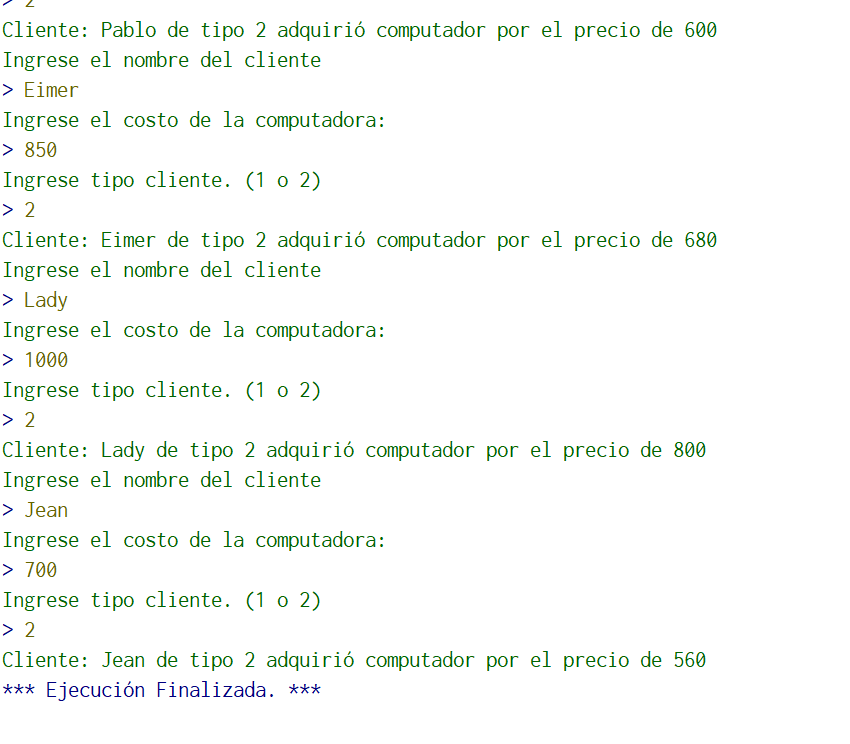 > 2
Cliente: Pablo de tipo 2 adquirió computador por el precio de 600
Ingrese el nombre del cliente
> Eimer
Ingrese el costo de la computadora:
> 850
Ingrese tipo cliente. (1 o 2)
> 2
Cliente: Eimer de tipo 2 adquirió computador por el precio de 680
Ingrese el nombre del cliente
> Lady
Ingrese el costo de la computadora:
> 1000
Ingrese tipo cliente. (1 o 2)
> 2
Cliente: Lady de tipo 2 adquirió computador por el precio de 800
Ingrese el nombre del cliente
> Jean
Ingrese el costo de la computadora:
> 700
Ingrese tipo cliente. (1 o 2)
> 2
Cliente: Jean de tipo 2 adquirió computador por el precio de 560
*** Ejecución Finalizada. ***